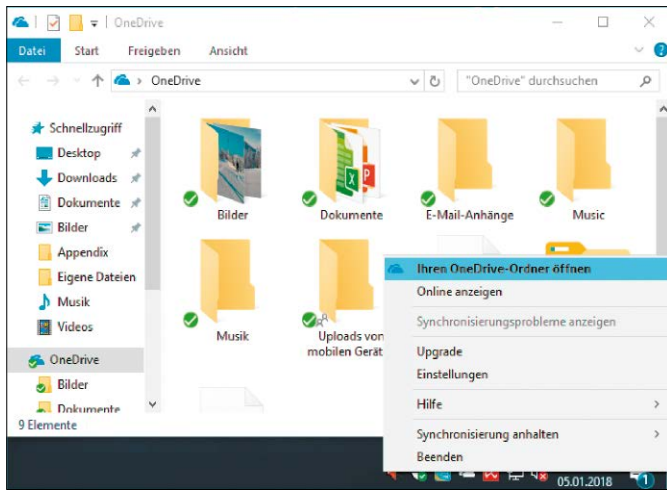 OneDrive
Datei Start Freigeben Ansicht
OneDrive
"OneDrive" durchsuchen
Schnellzugriff
Desktop
Downloads
Dokumente
Bilder
Appendix
Eigene Dateien
Musik
Videos
OneDrive
Bilder
Dokumente
9 Elemente
Bilder
Dokumente
E-Mail-Anhänge
Music
Musik
Uploads von
mobilen Gerät
Ihren OneDrive-Ordner öffnen
Online anzeigen
Synchronisierungsprobleme anzeigen
Upgrade
Einstellungen
Hilfe
Synchronisierung anhalten
Beenden
05.01.2018
1